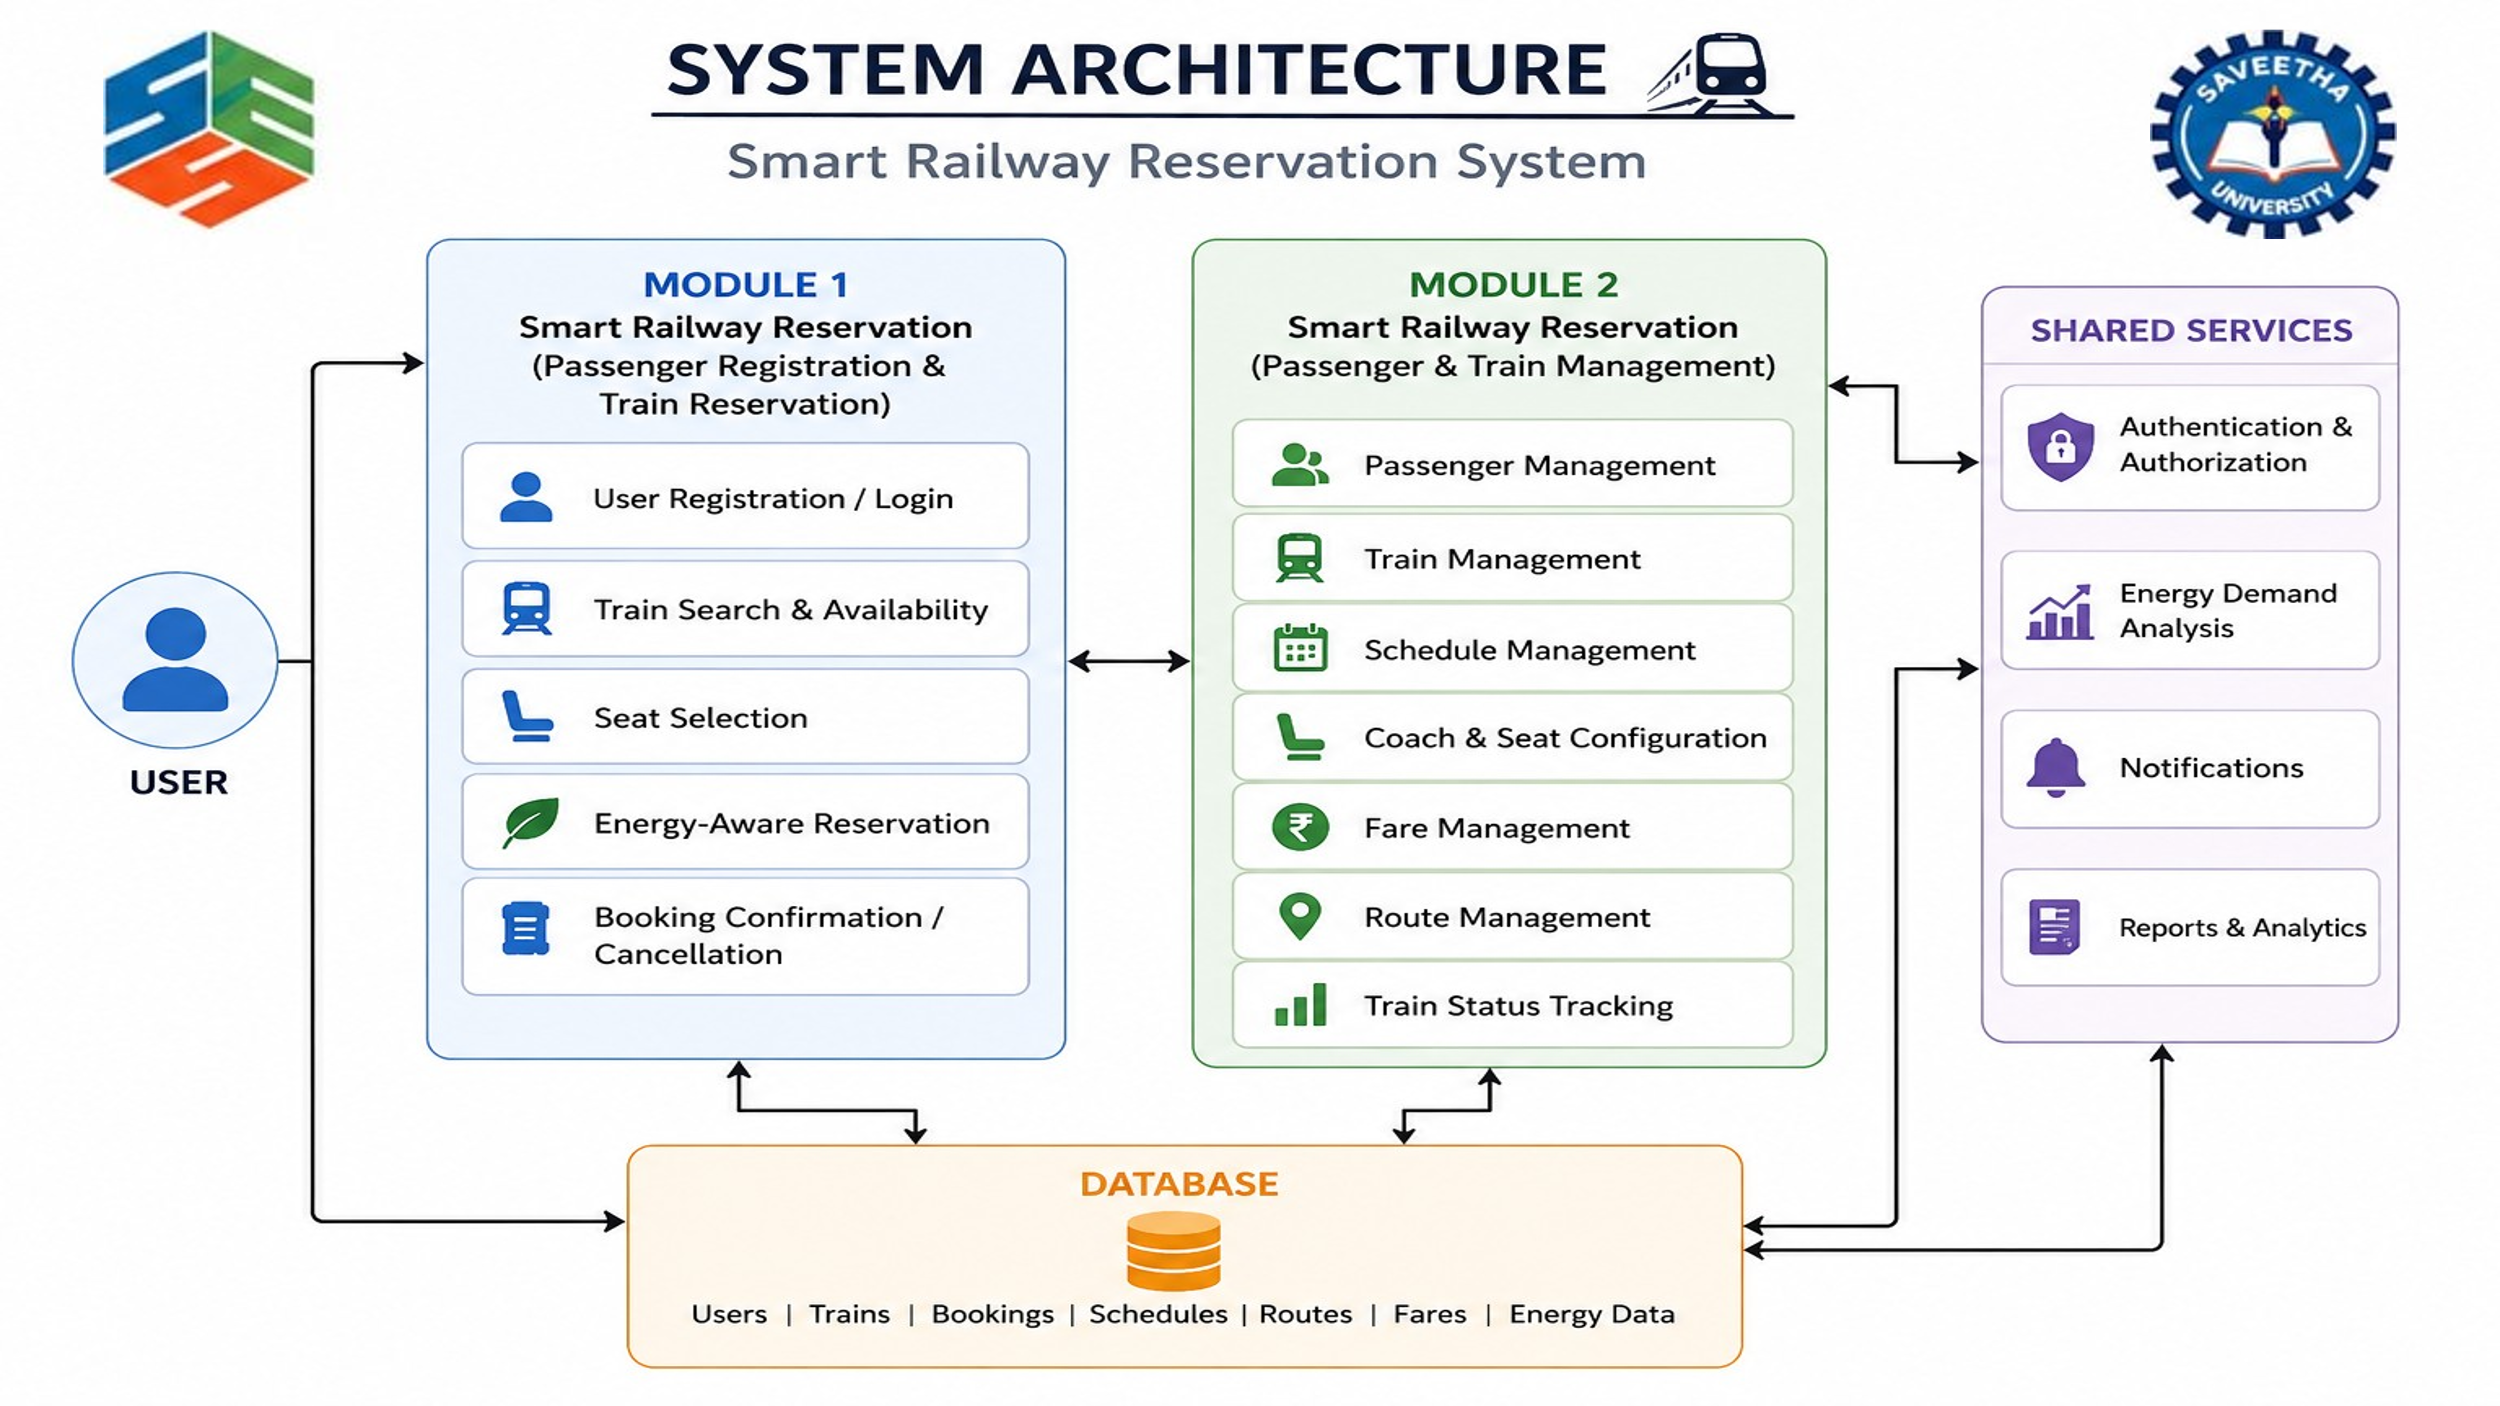 SES
SYSTEM ARCHITECTURE
Smart Railway Reservation System
SAVEETHA
UNIVERSITY
MODULE 1
Smart Railway Reservation
(Passenger Registration &
Train Reservation)
User Registration / Login
Train Search & Availability
Seat Selection
Energy-Aware Reservation
Booking Confirmation /
Cancellation
MODULE 2
Smart Railway Reservation
(Passenger & Train Management)
Passenger Management
Train Management
Schedule Management
Coach & Seat Configuration
₹
Fare Management
Route Management
Train Status Tracking
SHARED SERVICES
Authentication &
Authorization
Energy Demand
Analysis
Notifications
Reports & Analytics
USER
DATABASE
Users | Trains | Bookings | Schedules | Routes | Fares | Energy Data